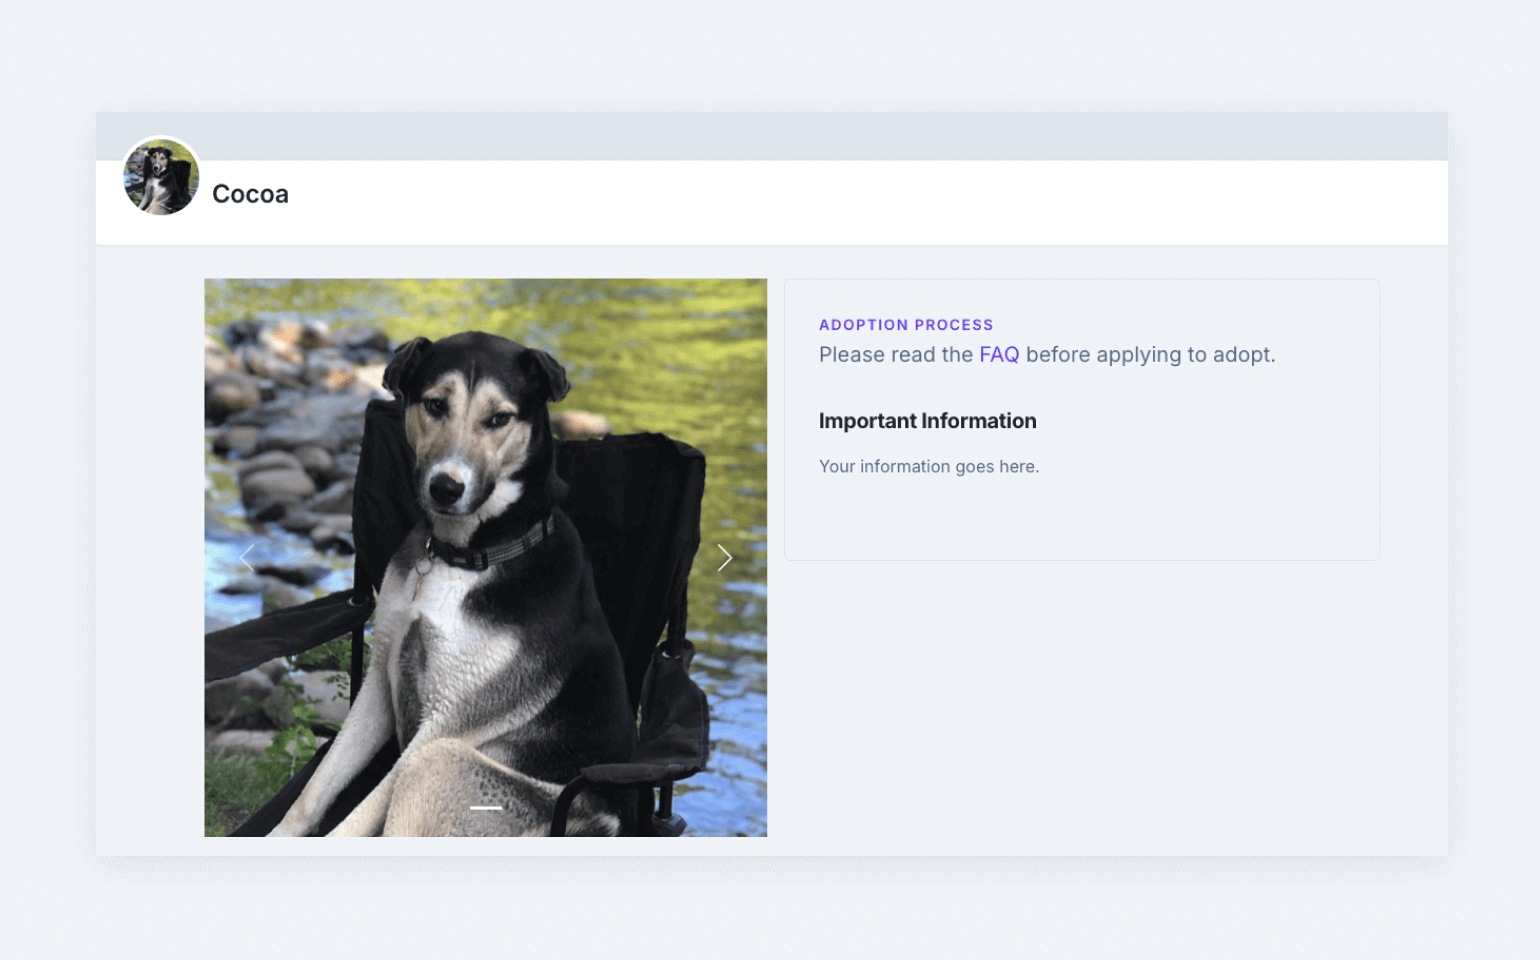 Cocoa
ADOPTION PROCESS
Please read the FAQ before applying to adopt.
Important Information
Your information goes here.